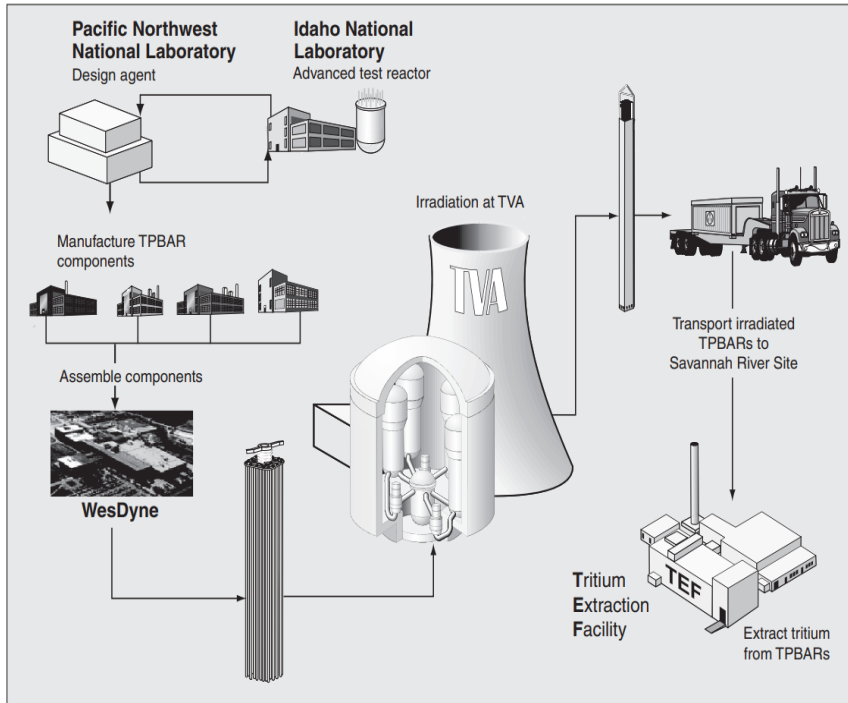 Pacific Northwest
National Laboratory
Design agent
Idaho National
Laboratory
Advanced test reactor
Manufacture TPBAR
components
Assemble components
WesDyne
Irradiation at TVA
TVA
Transport irradiated
TPBARs to
Savannah River Site
TEF
Tritium
Extraction
Facility
Extract tritium
from TPBARs